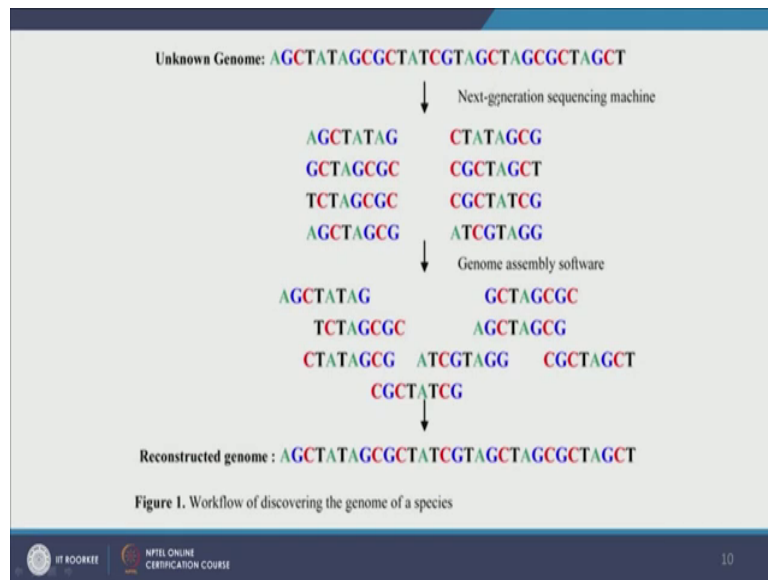 Unknown Genome: AGCTATAGCGCTATCGTAGCTAGCGCTAGCT
Next-generation sequencing machine
AGCTATAG CTATAGCG
GCTAGCGC CGCTAGCT
TCTAGCGC CGCTATCG
AGCTAGCG ATCGTAGG
Genome assembly software
AGCTATAG GCTAGCGC
TCTAGCGC AGCTAGCG
CTATAGCG ATCGTAGG CGCTAGCT
CGCTATCG
Reconstructed genome : AGCTATAGCGCTATCGTAGCTAGCGCTAGCT
Figure 1. Workflow of discovering the genome of a species
IIT ROORKEE
NPTEL ONLINE
CERTIFICATION COURSE
10